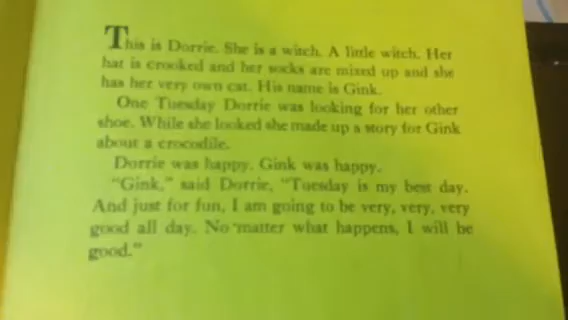 This is Dorrie. She is a witch. A little witch. Her
hat is crooked and her socks are mixed up and she
has her very own cat. His name is Gink.
One Tuesday Dorrie was looking for her other
shoe. While she looked she made up a story for Gink
about a crocodile.
Dorrie was happy. Gink was happy.
"Gink," said Dorrie, "Tuesday is my best day.
And just for fun, I am going to be very, very, very
good all day. No matter what happens, I will be
good."